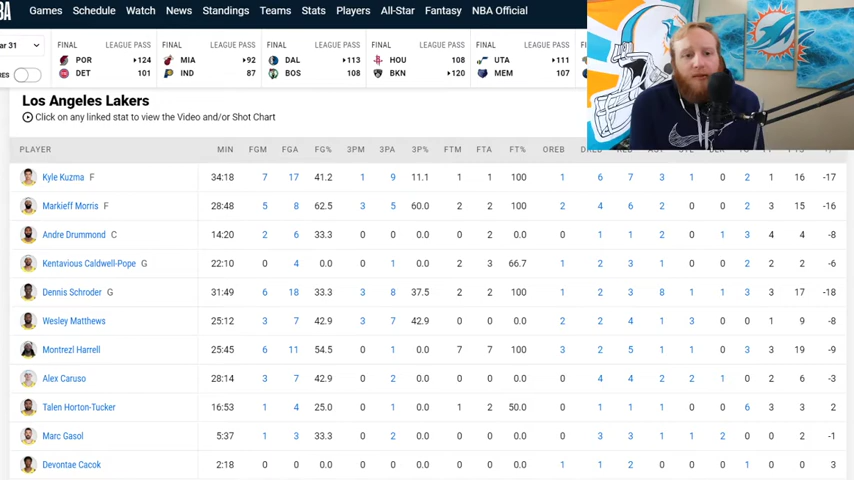 BA Games Schedule Watch News Standings Teams Stats Players All-Star Fantasy NBA Official
ar 31 FINAL LEAGUE PASS FINAL LEAGUE PASS FINAL LEAGUE PASS FINAL LEAGUE PASS FINAL LEAGUE PASS FINAL
POR 124 MIA 92 DAL 113 HOU 108 UTA 111
RES DET 101 IND 87 BOS 108 BKN 120 MEM 107
Los Angeles Lakers
Click on any linked stat to view the Video and/or Shot Chart
PLAYER MIN FGM FGA FG% 3PM 3PA 3P% FTM FTA FT% OREB
Kyle Kuzma F 34:18 7 17 41.2 1 9 11.1 1 1 100 1 6 7 3 1 0 2 1 16 -17
Markieff Morris F 28:48 5 8 62.5 3 5 60.0 2 2 100 2 4 6 2 0 0 2 3 15 -16
Andre Drummond C 14:20 2 6 33.3 0 0 0.0 0 2 0.0 0 1 1 2 0 1 3 4 4 -8
Kentavious Caldwell-Pope G 22:10 0 4 0.0 0 1 0.0 2 3 66.7 1 2 3 1 0 0 2 2 2 -6
Dennis Schroder G 31:49 6 18 33.3 3 8 37.5 2 2 100 1 2 3 8 1 1 3 3 17 -18
Wesley Matthews 25:12 3 7 42.9 3 7 42.9 0 0 0.0 2 2 4 1 3 0 0 1 9 -8
Montrezl Harrell 25:45 6 11 54.5 0 1 0.0 7 7 100 3 2 5 1 1 0 3 3 19 -9
Alex Caruso 28:14 3 7 42.9 0 2 0.0 0 0 0.0 0 4 4 2 2 1 0 2 6 -3
Talen Horton-Tucker 16:53 1 4 25.0 0 1 0.0 1 2 50.0 0 1 1 1 0 0 6 3 3 2
Marc Gasol 5:37 1 3 33.3 0 2 0.0 0 0 0.0 0 3 3 1 1 2 0 0 2 -1
Devontae Cacok 2:18 0 0 0.0 0 0 0.0 0 0 0.0 1 1 2 0 0 0 1 0 0 3